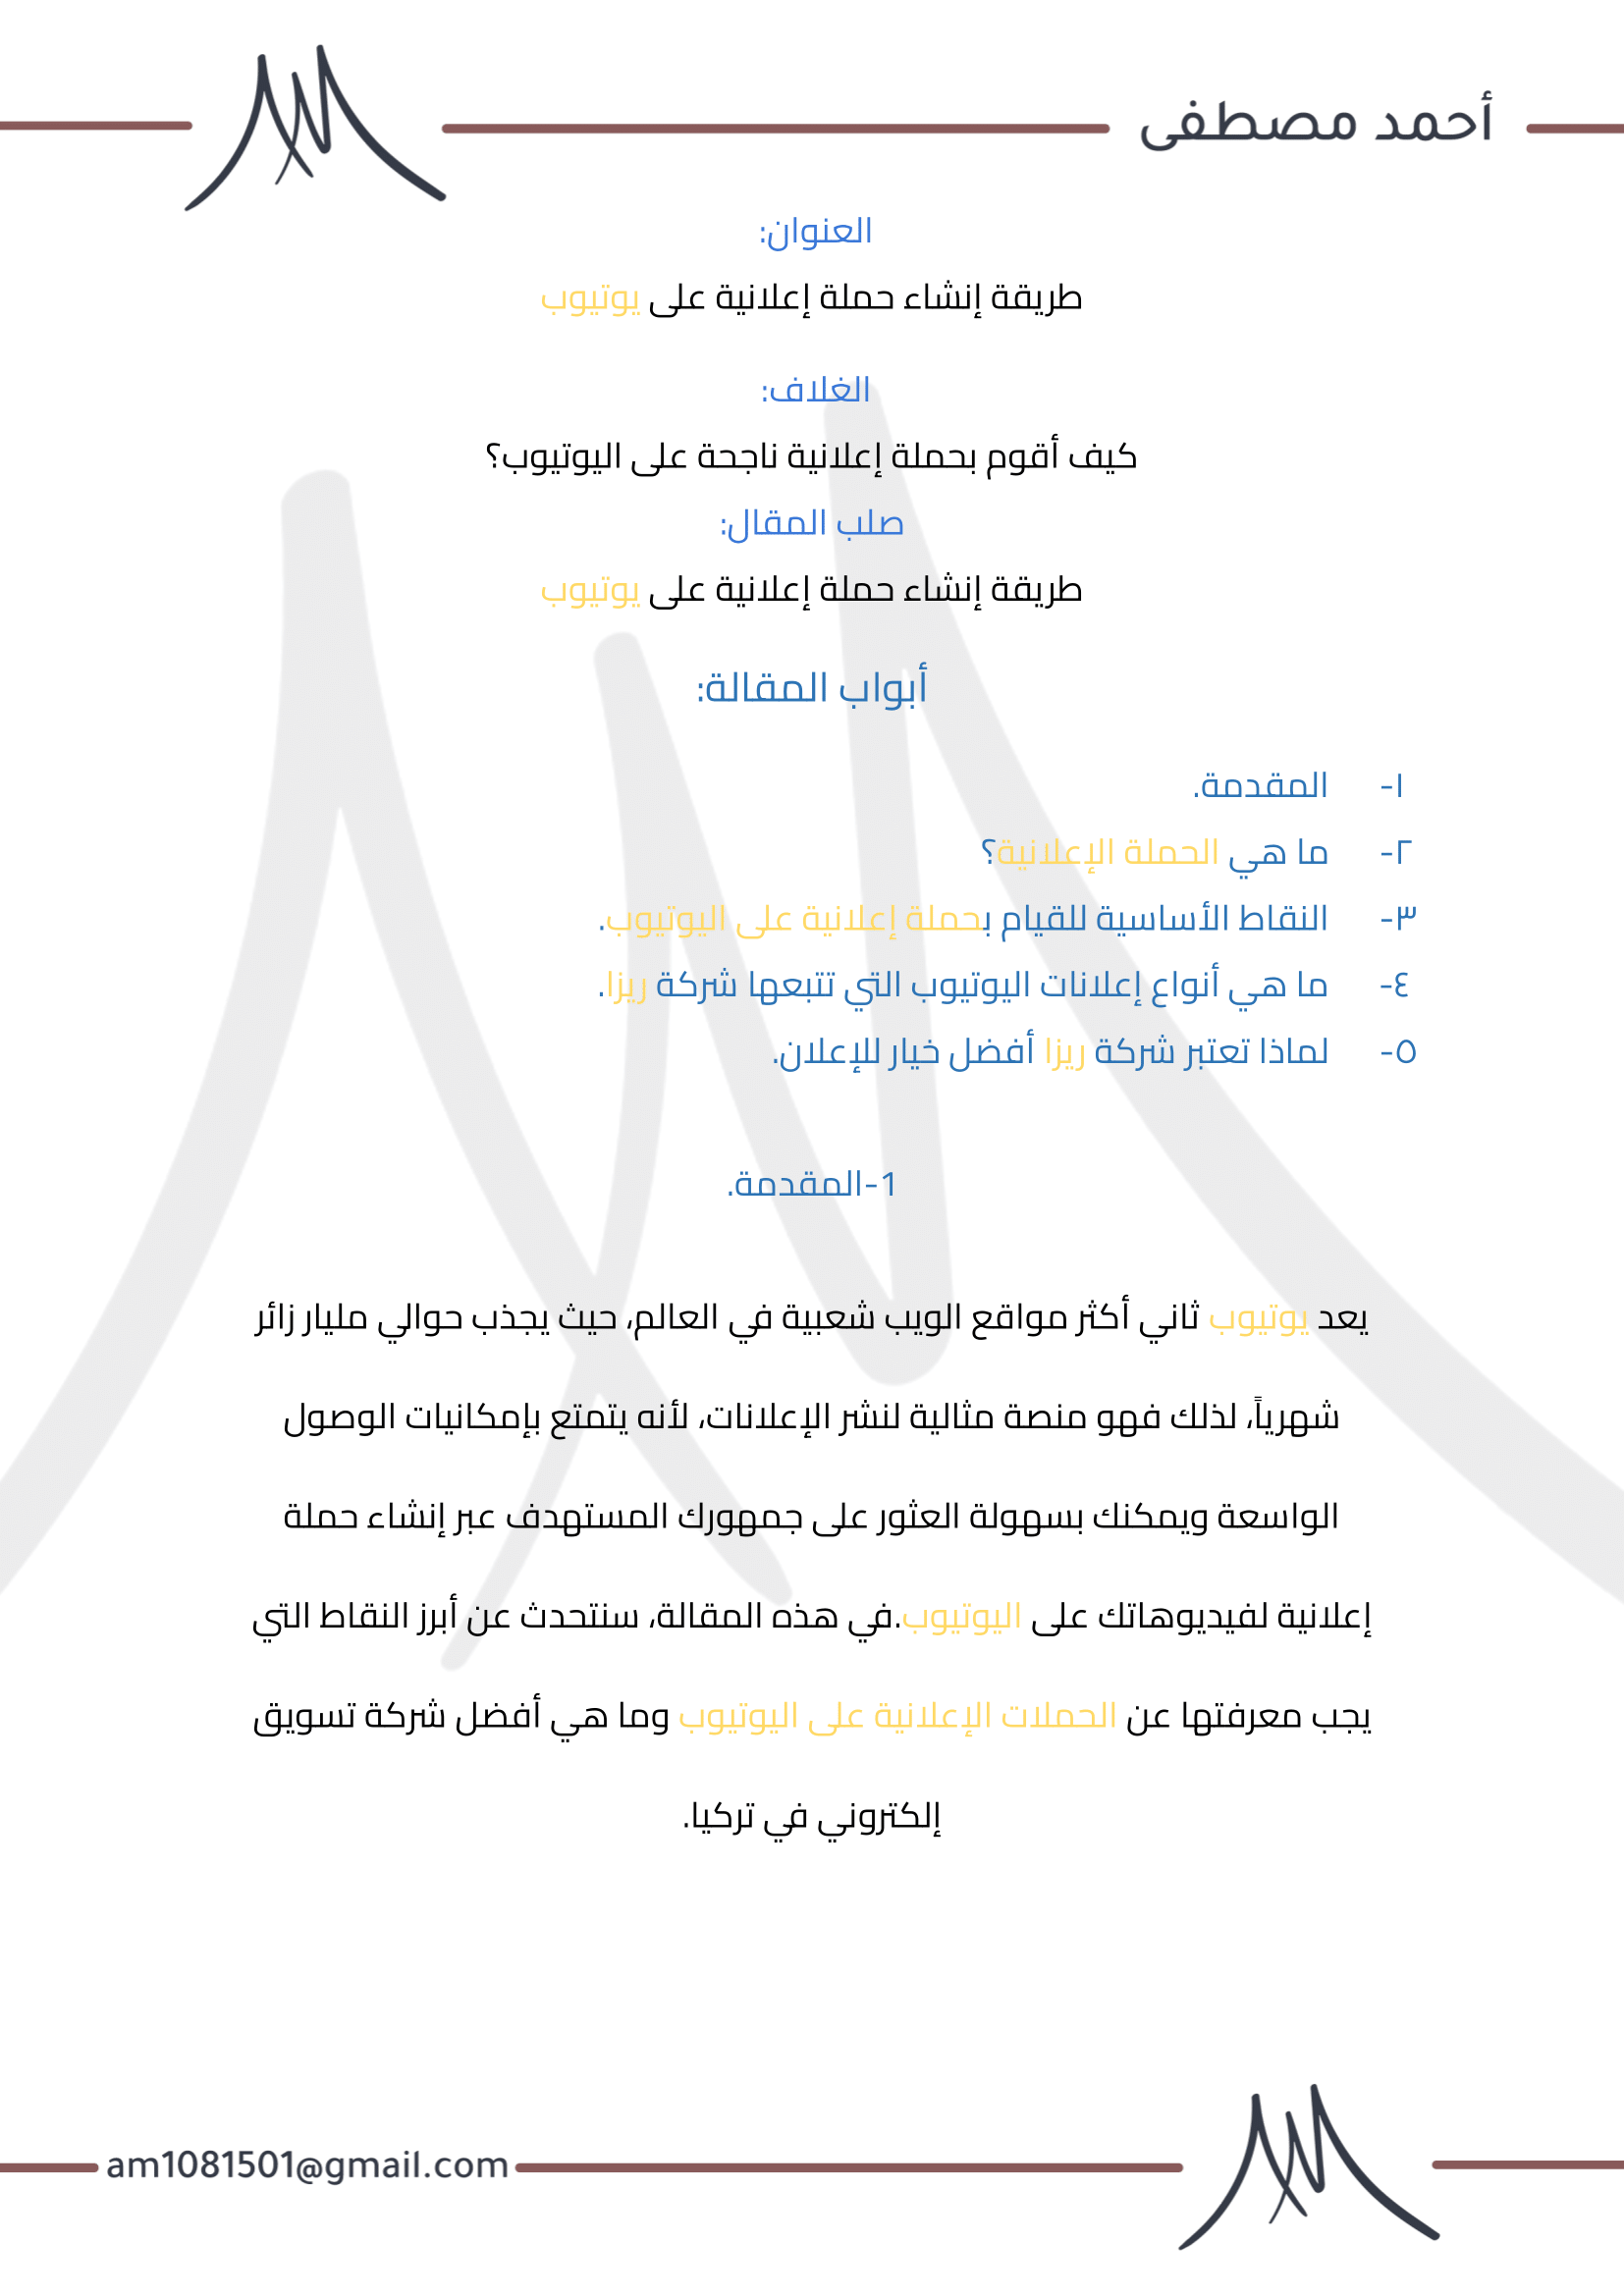 أحمد مصطفى
العنوان:
طريقة إنشاء حملة إعلانية على يوتيوب
الغلاف:
كيف أقوم بحملة إعلانية ناجحة على اليوتيوب؟
صلب المقال:
طريقة إنشاء حملة إعلانية على يوتيوب
أبواب المقالة:
١- المقدمة.
٢- ما هي الحملة الإعلانية؟
٣- النقاط الأساسية للقيام بحملة إعلانية على اليوتيوب.
٤- ما هي أنواع إعلانات اليوتيوب التي تتبعها شركة ريزا.
٥- لماذا تعتبر شركة ريزا أفضل خيار للإعلان.
1-المقدمة.
يعد يوتيوب ثاني أكثر مواقع الويب شعبية في العالم، حيث يجذب حوالي مليار زائر
شهرياً، لذلك فهو منصة مثالية لنشر الإعلانات، لأنه يتمتع بإمكانيات الوصول
الواسعة ويمكنك بسهولة العثور على جمهورك المستهدف عبر إنشاء حملة
إعلانية لفيديوهاتك على اليوتيوب.في هذه المقالة، سنتحدث عن أبرز النقاط التي
يجب معرفتها عن الحملات الإعلانية على اليوتيوب وما هي أفضل شركة تسويق
إلكتروني في تركيا.
am1081501@gmail.com